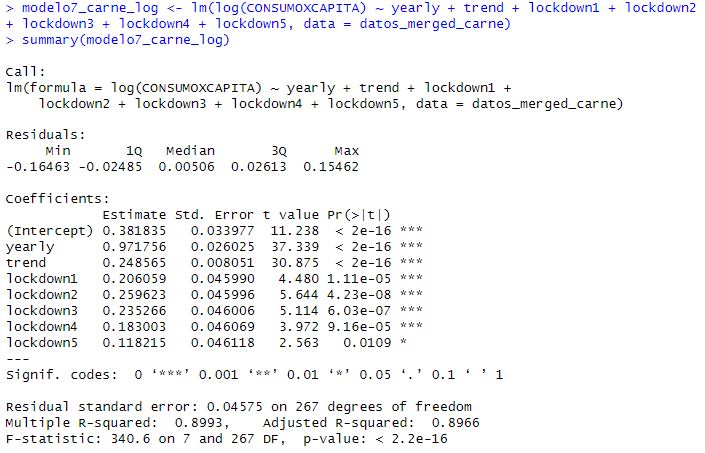 > modelo7_carne_log <- lm(log(CONSUMOXCAPITA) ~ yearly + trend + lockdown1 + lockdown2
+ lockdown3 + lockdown4 + lockdown5, data = datos_merged_carne)
> summary(modelo7_carne_log)
Call:
lm(formula = log(CONSUMOXCAPITA) ~ yearly + trend + lockdown1 +
lockdown2 + lockdown3 + lockdown4 + lockdown5, data = datos_merged_carne)
Residuals:
Min 1Q Median 3Q Max
-0.16463 -0.02485 0.00506 0.02613 0.15462
Coefficients:
Estimate Std. Error t value Pr(>|t|)
(Intercept) 0.381835 0.033977 11.238 < 2e-16 ***
yearly 0.971756 0.026025 37.339 < 2e-16 ***
trend 0.248565 0.008051 30.875 < 2e-16 ***
lockdown1 0.206059 0.045990 4.480 1.11e-05 ***
lockdown2 0.259623 0.045996 5.644 4.23e-08 ***
lockdown3 0.235266 0.046006 5.114 6.03e-07 ***
lockdown4 0.183003 0.046069 3.972 9.16e-05 ***
lockdown5 0.118215 0.046118 2.563 0.0109 *
---
Signif. codes: 0 ‘***’ 0.001 ‘**’ 0.01 ‘*’ 0.05 ‘.’ 0.1 ‘ ’ 1
Residual standard error: 0.04575 on 267 degrees of freedom
Multiple R-squared: 0.8993, Adjusted R-squared: 0.8966
F-statistic: 340.6 on 7 and 267 DF, p-value: < 2.2e-16